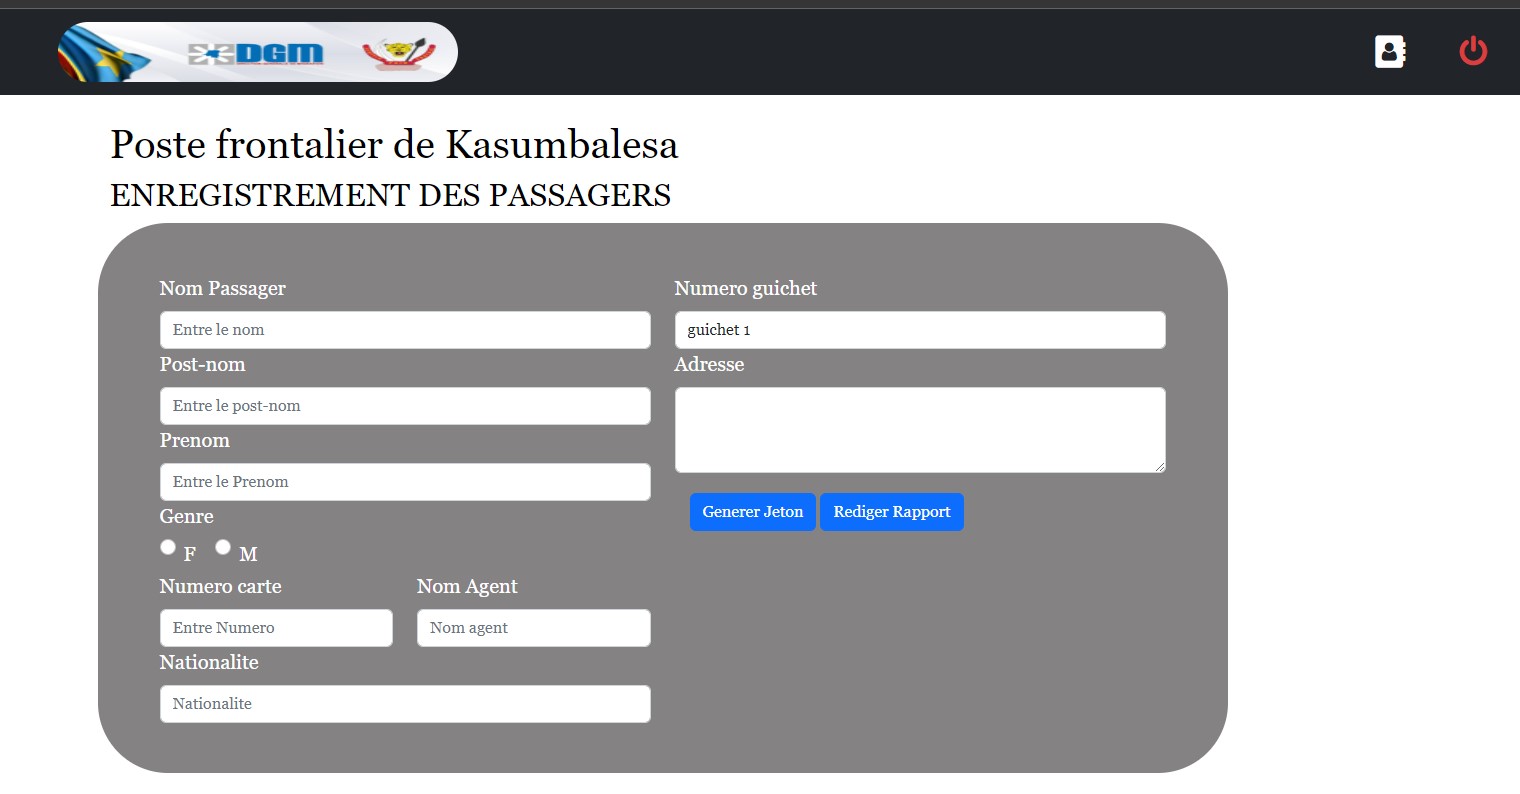 DGM
Poste frontalier de Kasumbalesa
ENREGISTREMENT DES PASSAGERS
Nom Passager
Entre le nom
Post-nom
Entre le post-nom
Prenom
Entre le Prenom
Genre
F M
Numero carte Nom Agent
Entre Numero Nom agent
Nationalite
Nationalite
Numero guichet
guichet 1
Adresse
Generer Jeton Rediger Rapport